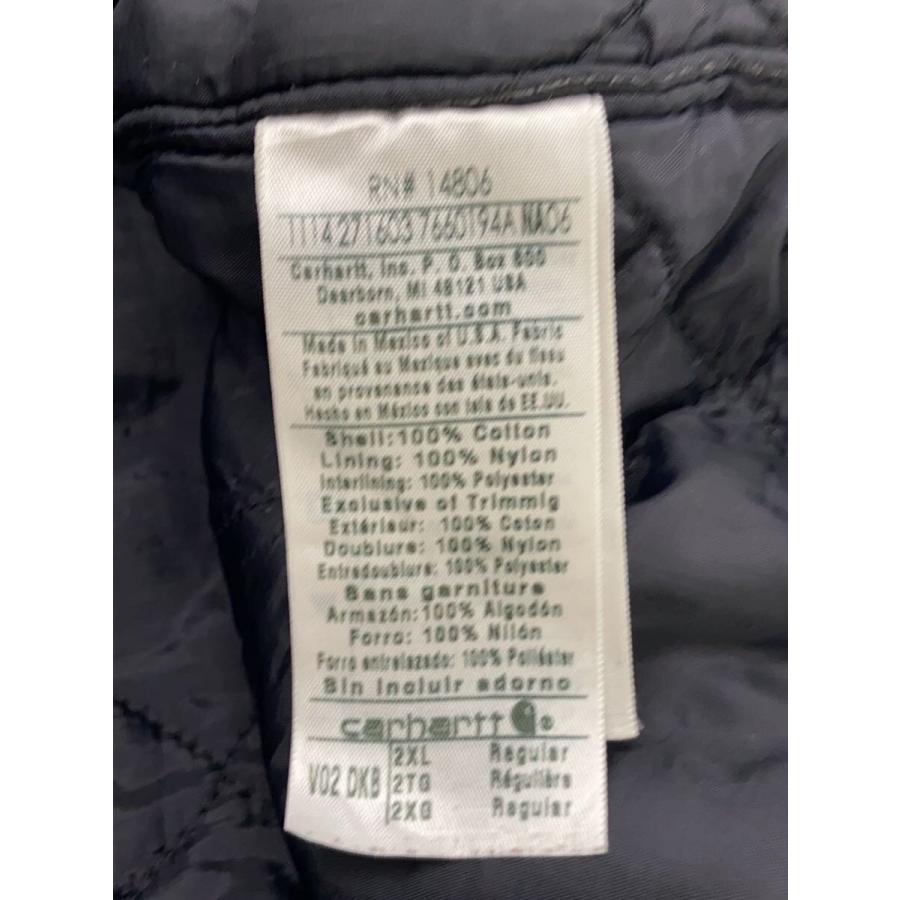 RN# 14806
1114 271603 7660194A NA06
Carhartt, Inc. P. O. Box 600
Dearborn, MI 48121 USA
carhartt.com
Made in Mexico of U.S.A. Fabric
Fabriqué au Mexique avec du tissu
en provenance des états-unis.
Hecho en México con tela de EE.UU.
Shell:100% Cotton
Lining: 100% Nylon
Interlining: 100% Polyester
Exclusive of Trimmig
Extérieur: 100% Coton
Doublure: 100% Nylon
Entredoublure: 100% Polyester
Sans garniture
Armazón:100% Algodón
Forro: 100% Nilón
Forro entrelazado: 100% Poliéster
Sin incluir adorno
carhartt ®
V02 DKB 2XL Regular
2TG Régulière
2XG Regular